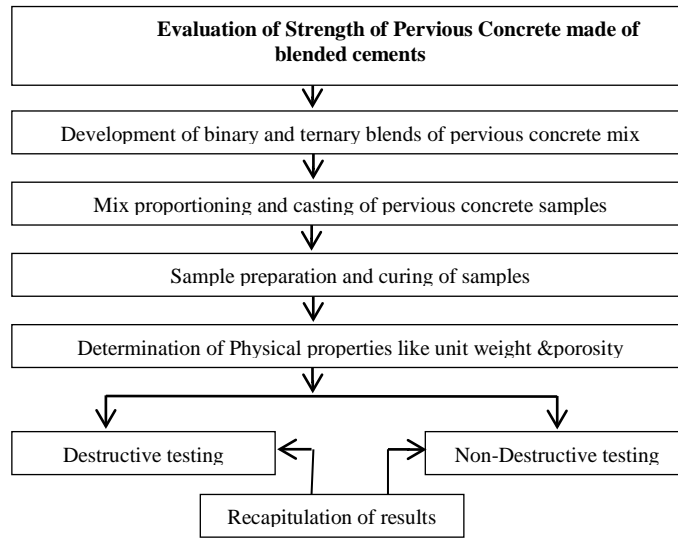 Evaluation of Strength of Pervious Concrete made of
blended cements
Development of binary and ternary blends of pervious concrete mix
Mix proportioning and casting of pervious concrete samples
Sample preparation and curing of samples
Determination of Physical properties like unit weight &porosity
Destructive testing
Non-Destructive testing
Recapitulation of results